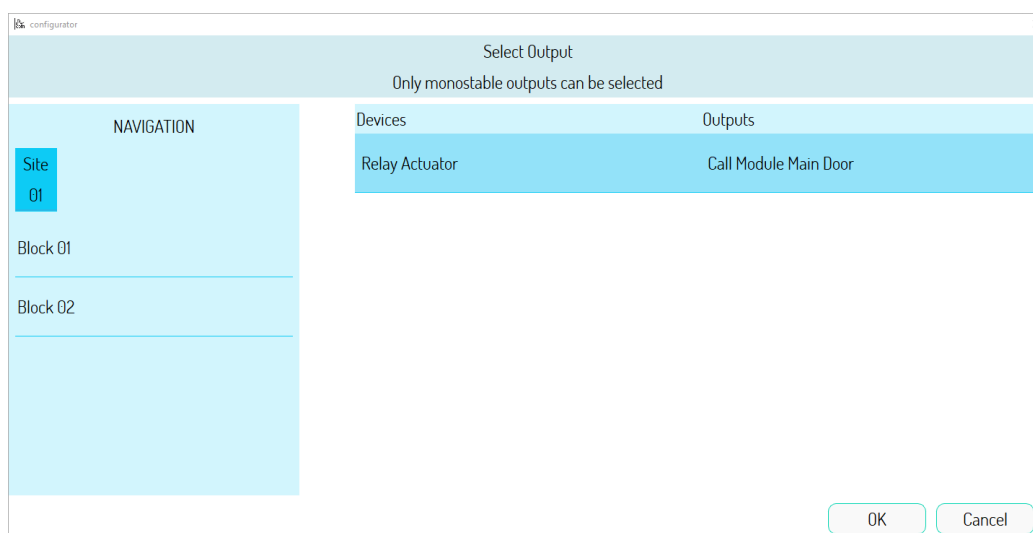 configurator
Select Output
Only monostable outputs can be selected
NAVIGATION
Site
01
Block 01
Block 02
Devices Outputs
Relay Actuator Call Module Main Door
OK Cancel